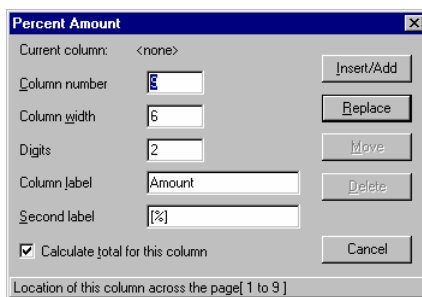 Percent Amount
Current column: <none>
Column number 9
Column width 6
Digits 2
Column label Amount
Second label [%]
Calculate total for this column
Insert/Add
Replace
Move
Delete
Cancel
Location of this column across the page[ 1 to 9 ]